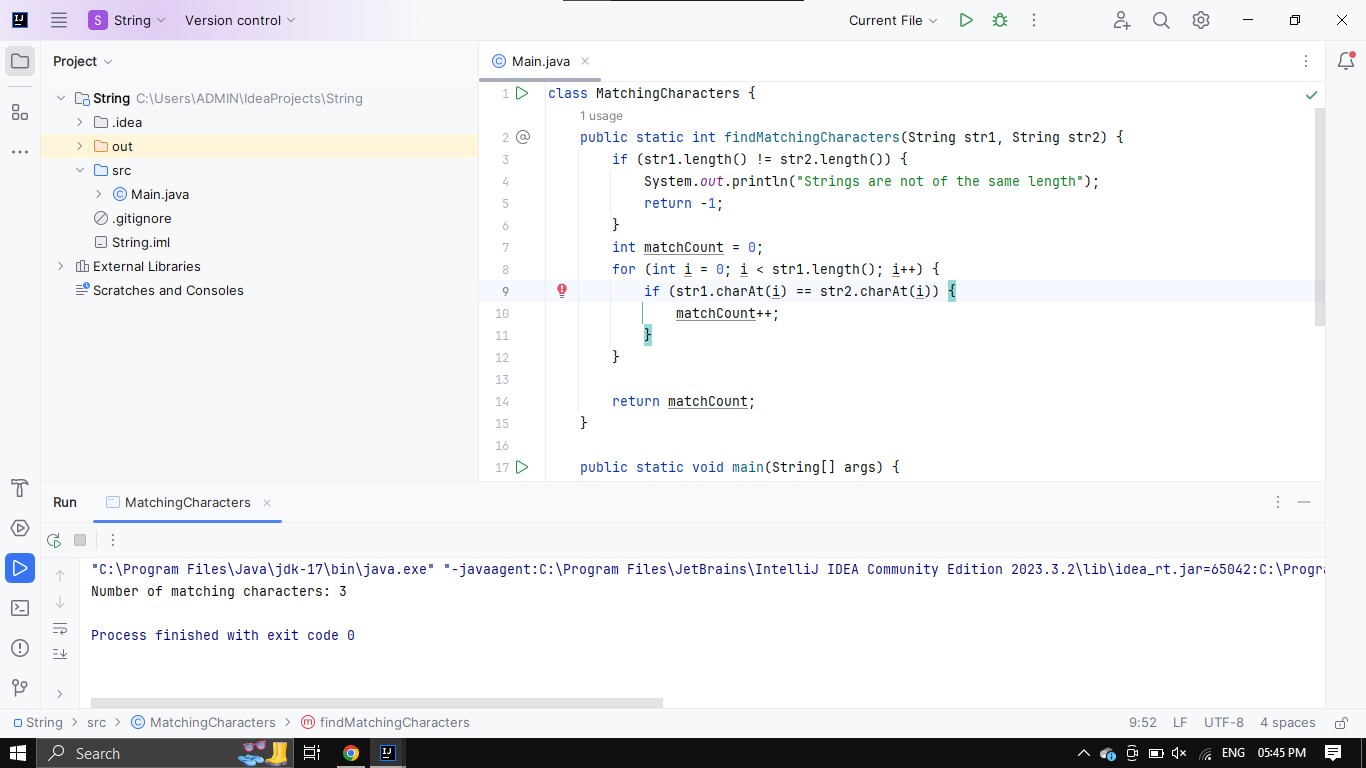 S String Version control Current File
Project
Main.java
String C:\Users\ADMIN\IdeaProjects\String
.idea
out
src
Main.java
.gitignore
String.iml
External Libraries
Scratches and Consoles
1 class MatchingCharacters {
1 usage
2 @ public static int findMatchingCharacters(String str1, String str2) {
3 if (str1.length() != str2.length()) {
4 System.out.println("Strings are not of the same length");
5 return -1;
6 }
7 int matchCount = 0;
8 for (int i = 0; i < str1.length(); i++) {
9 if (str1.charAt(i) == str2.charAt(i)) {
10 matchCount++;
11 }
12 }
13
14 return matchCount;
15 }
16
17 public static void main(String[] args) {
Run MatchingCharacters
"C:\Program Files\Java\jdk-17\bin\java.exe" "-javaagent:C:\Program Files\JetBrains\IntelliJ IDEA Community Edition 2023.3.2\lib\idea_rt.jar=65042:C:\Progra
Number of matching characters: 3
Process finished with exit code 0
String > src > MatchingCharacters > findMatchingCharacters 9:52 LF UTF-8 4 spaces
Search ENG 05:45 PM